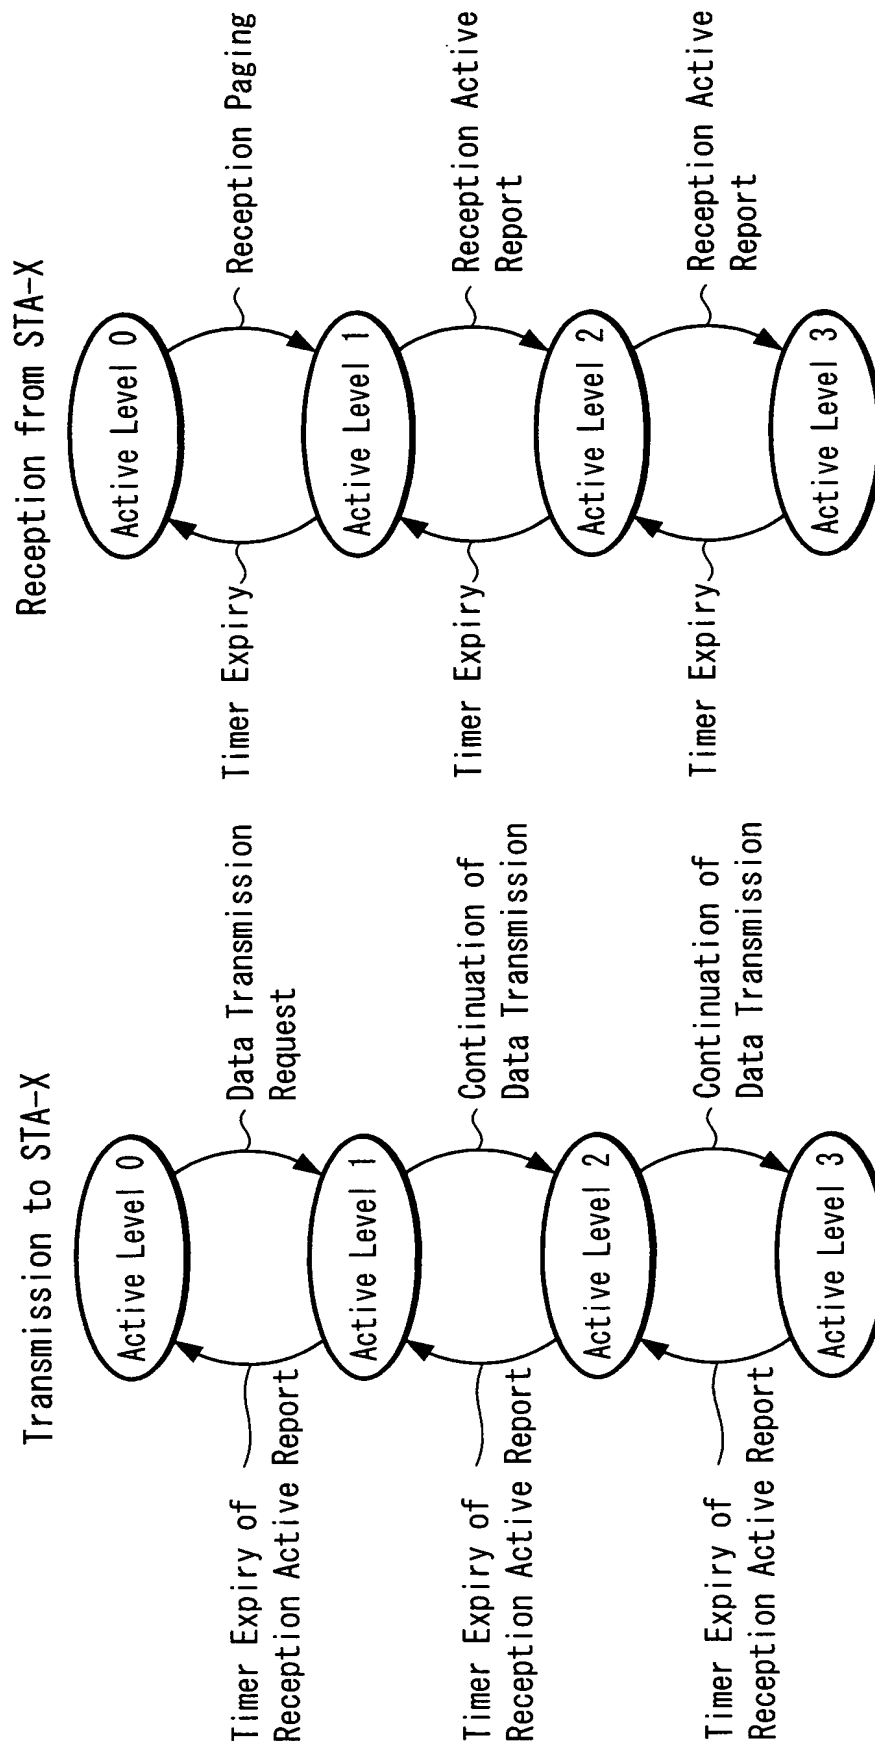 Transmission to STA-X
Active Level 0
Timer Expiry of
Reception Active Report
Data Transmission
Request
Active Level 1
Timer Expiry of
Reception Active Report
Continuation of
Data Transmission
Active Level 2
Timer Expiry of
Reception Active Report
Continuation of
Data Transmission
Active Level 3
Reception from STA-X
Active Level 0
Timer Expiry
Reception Paging
Active Level 1
Timer Expiry
Reception Active
Report
Active Level 2
Timer Expiry
Reception Active
Report
Active Level 3